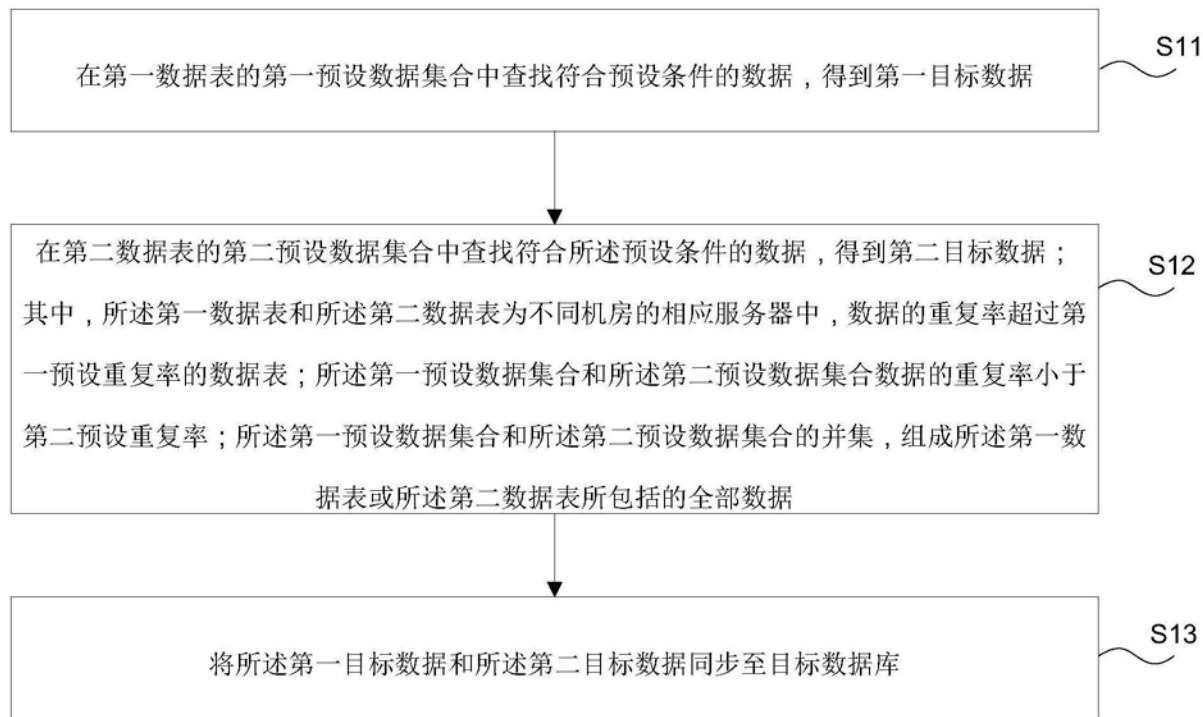 在第一数据表的第一预设数据集合中查找符合预设条件的数据，得到第一目标数据
S11
在第二数据表的第二预设数据集合中查找符合所述预设条件的数据，得到第二目标数据；
其中，所述第一数据表和所述第二数据表为不同机房的相应服务器中，数据的重复率超过第
一预设重复率的数据表；所述第一预设数据集合和所述第二预设数据集合数据的重复率小于
第二预设重复率；所述第一预设数据集合和所述第二预设数据集合的并集，组成所述第一数
据表或所述第二数据表所包括的全部数据
S12
将所述第一目标数据和所述第二目标数据同步至目标数据库
S13